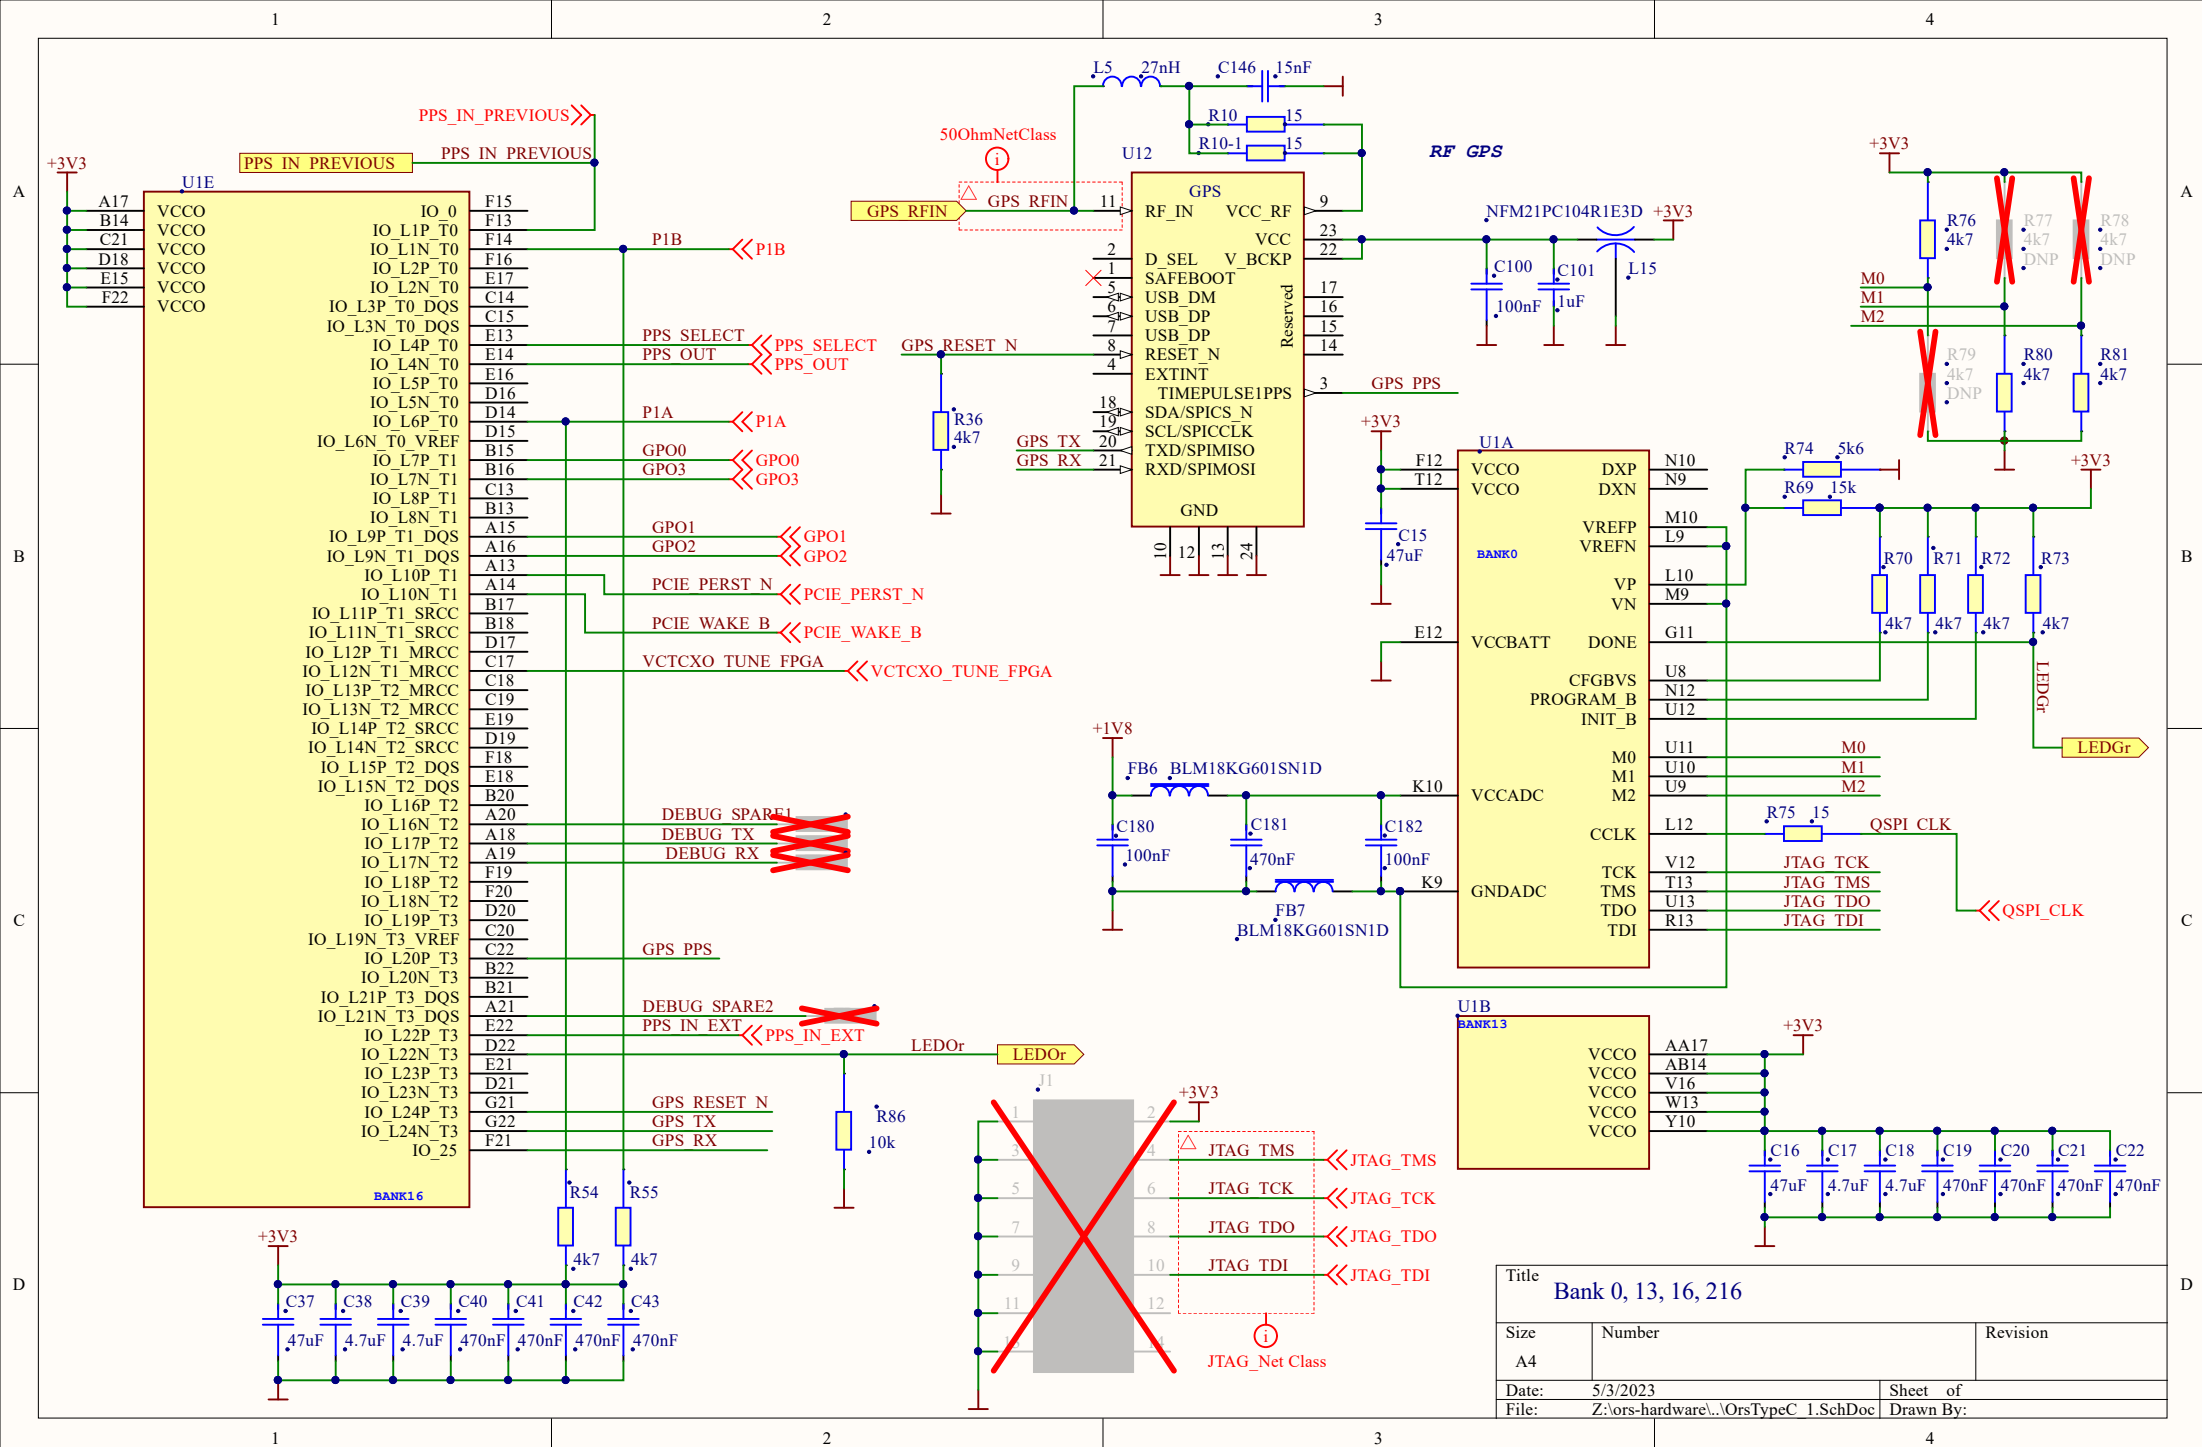 1 2 3 4
A B C D
A B C D
PPS_IN_PREVIOUS
PPS_IN_PREVIOUS PPS_IN_PREVIOUS
+3V3
U1E
A17 VCCO
B14 VCCO
C21 VCCO
D18 VCCO
E15 VCCO
F22 VCCO
IO_0 F15
IO_L1P_T0 F13
IO_L1N_T0 F14 P1B P1B
IO_L2P_T0 F16
IO_L2N_T0 E17
IO_L3P_T0_DQS C14
IO_L3N_T0_DQS C15
IO_L4P_T0 E13 PPS_SELECT PPS_SELECT
IO_L4N_T0 E14 PPS_OUT PPS_OUT
IO_L5P_T0 E16
IO_L5N_T0 D16
IO_L6P_T0 D14 P1A P1A
IO_L6N_T0_VREF D15
IO_L7P_T1 B15 GPO0 GPO0
IO_L7N_T1 B16 GPO3 GPO3
IO_L8P_T1 C13
IO_L8N_T1 B13
IO_L9P_T1_DQS A15 GPO1 GPO1
IO_L9N_T1_DQS A16 GPO2 GPO2
IO_L10P_T1 A13 PCIE_PERST_N PCIE_PERST_N
IO_L10N_T1 A14 PCIE_WAKE_B PCIE_WAKE_B
IO_L11P_T1_SRCC B17
IO_L11N_T1_SRCC B18
IO_L12P_T1_MRCC D17
IO_L12N_T1_MRCC C17 VCTCXO_TUNE_FPGA VCTCXO_TUNE_FPGA
IO_L13P_T2_MRCC C18
IO_L13N_T2_MRCC C19
IO_L14P_T2_SRCC E19
IO_L14N_T2_SRCC D19
IO_L15P_T2_DQS F18
IO_L15N_T2_DQS E18
IO_L16P_T2 B20
IO_L16N_T2 A20 DEBUG_SPARE1
IO_L17P_T2 A18 DEBUG_TX
IO_L17N_T2 A19 DEBUG_RX
IO_L18P_T2 F19
IO_L18N_T2 F20
IO_L19P_T3 D20
IO_L19N_T3_VREF C20
IO_L20P_T3 C22 GPS_PPS
IO_L20N_T3 B22
IO_L21P_T3_DQS B21
IO_L21N_T3_DQS A21 DEBUG_SPARE2
IO_L22P_T3 E22 PPS_IN_EXT PPS_IN_EXT
IO_L22N_T3 D22 LEDOr LEDOr
IO_L23P_T3 E21
IO_L23N_T3 D21
IO_L24P_T3 G21 GPS_RESET_N
IO_L24N_T3 G22 GPS_TX
IO_25 F21 GPS_RX
BANK16
R86
10k
R54 R55
4k7 4k7
+3V3
C37 C38 C39 C40 C41 C42 C43
47uF 4.7uF 4.7uF 470nF 470nF 470nF 470nF
L5 27nH C146 15nF
R10 15
R10-1 15
50OhmNetClass
i
U12
RF GPS
GPS
GPS_RFIN GPS_RFIN 11 RF_IN VCC_RF 9
VCC 23
2 D_SEL V_BCKP 22
1 SAFEBOOT
5 USB_DM 17
6 USB_DP 16
7 USB_DP 15
GPS_RESET_N 8 RESET_N 14
Reserved
4 EXTINT
TIMEPULSE1PPS 3 GPS_PPS
18 SDA/SPICS_N
19 SCL/SPICCLK
GPS_TX 20 TXD/SPIMISO
GPS_RX 21 RXD/SPIMOSI
GND
10 12 13 24
R36
4k7
NFM21PC104R1E3D +3V3
C100 C101 L15
100nF 1uF
+3V3
R76 R77 R78
4k7 4k7 4k7
DNP DNP
M0
M1
M2
R79 R80 R81
4k7 4k7 4k7
DNP
+3V3
C15
47uF
U1A
BANK0
F12 VCCO DXP N10
T12 VCCO DXN N9
VREFP M10
VREFN L9
VP L10
VN M9
E12 VCCBATT DONE G11
CFGBVS U8
PROGRAM_B N12
INIT_B U12
M0 U11 M0
M1 U10 M1
K10 VCCADC M2 U9 M2
CCLK L12 R75 15 QSPI_CLK
TCK V12 JTAG_TCK
K9 GNDADC TMS T13 JTAG_TMS
TDO U13 JTAG_TDO
TDI R13 JTAG_TDI
QSPI_CLK
R74 5k6
R69 15k
+3V3
R70 R71 R72 R73
4k7 4k7 4k7 4k7
LEDGr
LEDGr
+1V8
FB6 BLM18KG601SN1D
C180 C181 C182
100nF 470nF 100nF
FB7
BLM18KG601SN1D
U1B
BANK13
+3V3
VCCO AA17
VCCO AB14
VCCO V16
VCCO W13
VCCO Y10
C16 C17 C18 C19 C20 C21 C22
47uF 4.7uF 4.7uF 470nF 470nF 470nF 470nF
J1
+3V3
1 2
3 4 JTAG_TMS JTAG_TMS
5 6 JTAG_TCK JTAG_TCK
7 8 JTAG_TDO JTAG_TDO
9 10 JTAG_TDI JTAG_TDI
11 12
i
JTAG_Net Class
Title Bank 0, 13, 16, 216
Size Number Revision
A4
Date: 5/3/2023 Sheet of
File: Z:\ors-hardware\..\OrsTypeC_1.SchDoc Drawn By:
1 2 3 4